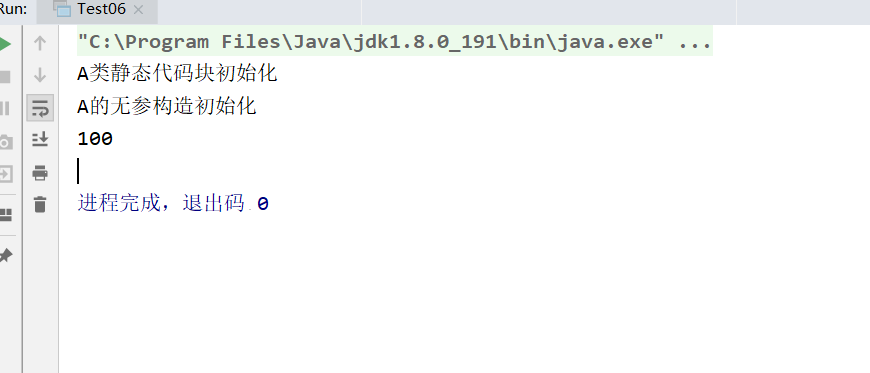 Run: Test06
"C:\Program Files\Java\jdk1.8.0_191\bin\java.exe" ...
A类静态代码块初始化
A的无参构造初始化
100
进程完成，退出码 0